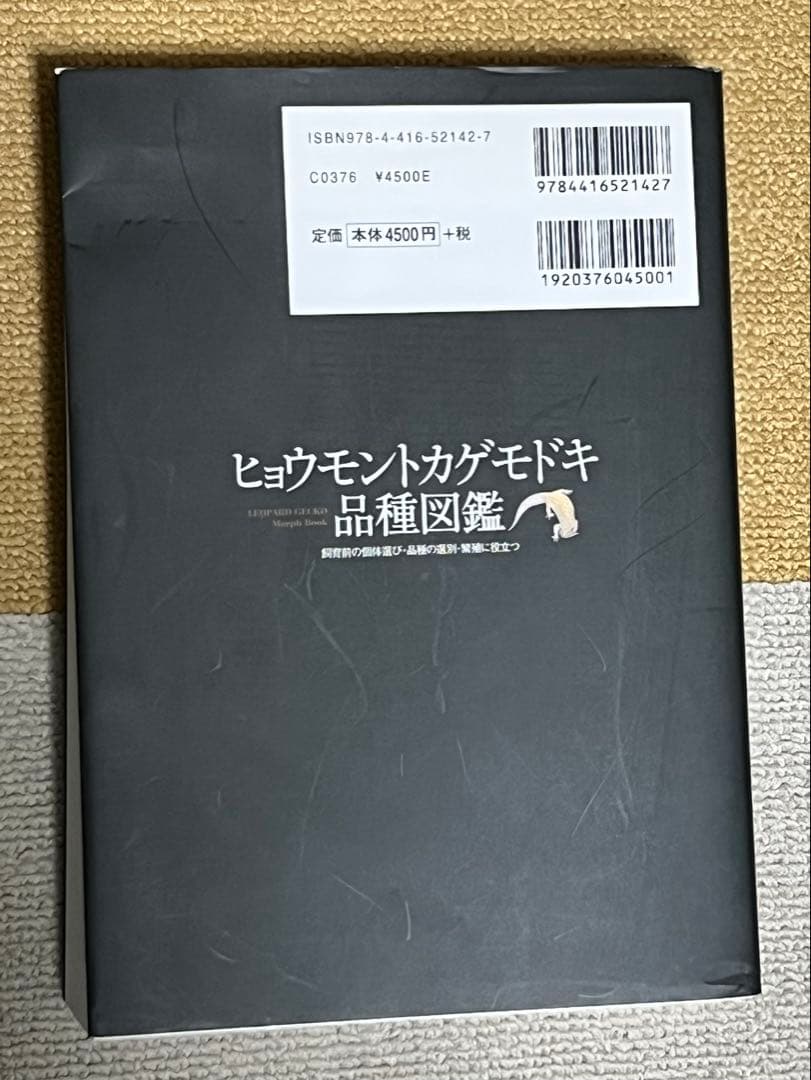 ISBN978-4-416-52142-7
C0376 ¥4500E
定価 本体4500円 +税
9784416521427
1920376045001
ヒョウモントカゲモドキ
LEOPARD GECKO
Morph Book
品種図鑑
飼育前の個体選び・品種の選別・繁殖に役立つ